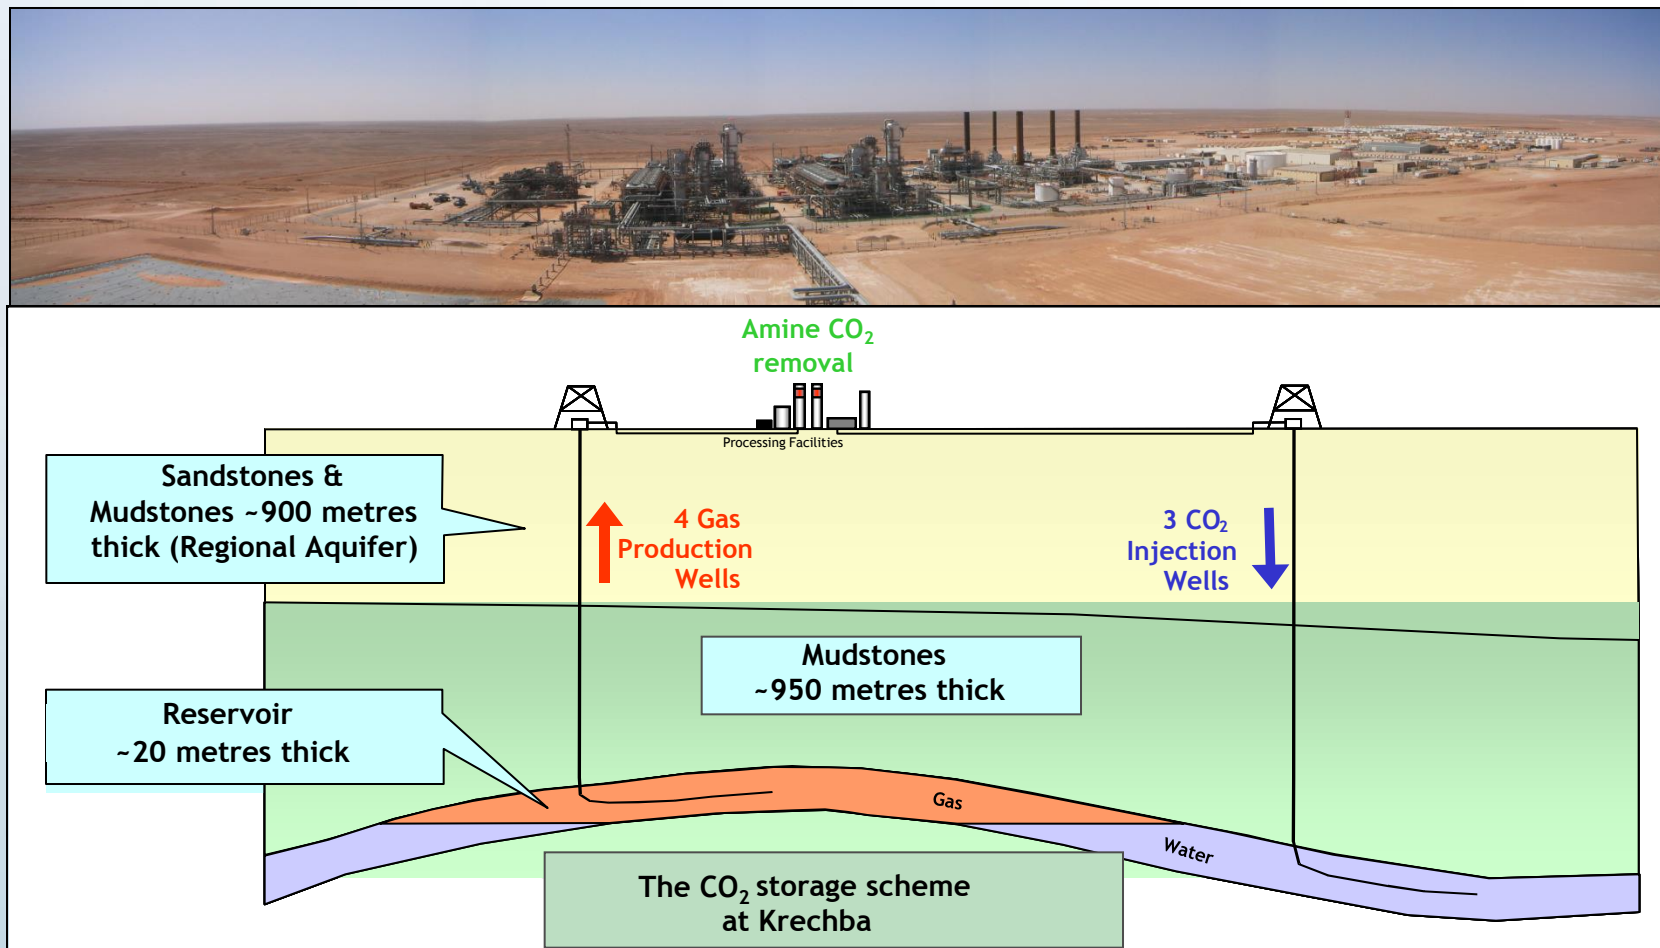 Amine CO₂
removal
Processing Facilities
Sandstones &
Mudstones ~900 metres
thick (Regional Aquifer)
4 Gas
Production
Wells
3 CO₂
Injection
Wells
Mudstones
~950 metres thick
Reservoir
~20 metres thick
Gas
Water
The CO₂ storage scheme
at Krechba